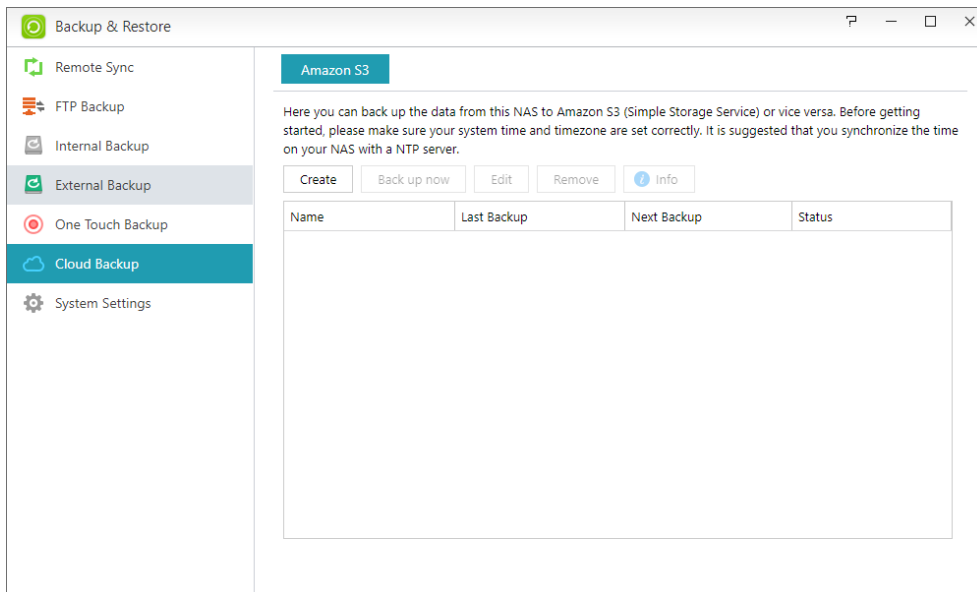 Backup & Restore
Remote Sync
FTP Backup
Internal Backup
External Backup
One Touch Backup
Cloud Backup
System Settings
Amazon S3
Here you can back up the data from this NAS to Amazon S3 (Simple Storage Service) or vice versa. Before getting
started, please make sure your system time and timezone are set correctly. It is suggested that you synchronize the time
on your NAS with a NTP server.
Create Back up now Edit Remove Info
Name Last Backup Next Backup Status